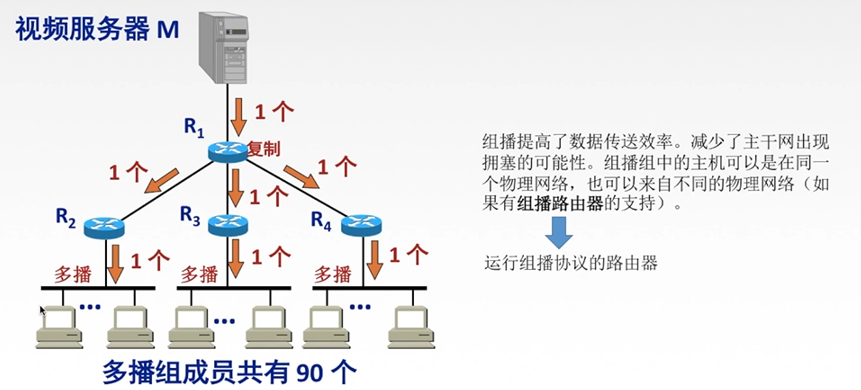 视频服务器 M
1 个
R1
复制
1 个
1 个
1 个
R2
R3
R4
多播
1 个
多播
1 个
多播
1 个
•••
•••
•••
多播组成员共有 90 个
组播提高了数据传送效率。减少了主干网出现
拥塞的可能性。组播组中的主机可以是在同一
个物理网络，也可以来自不同的物理网络（如
果有组播路由器的支持）。
运行组播协议的路由器